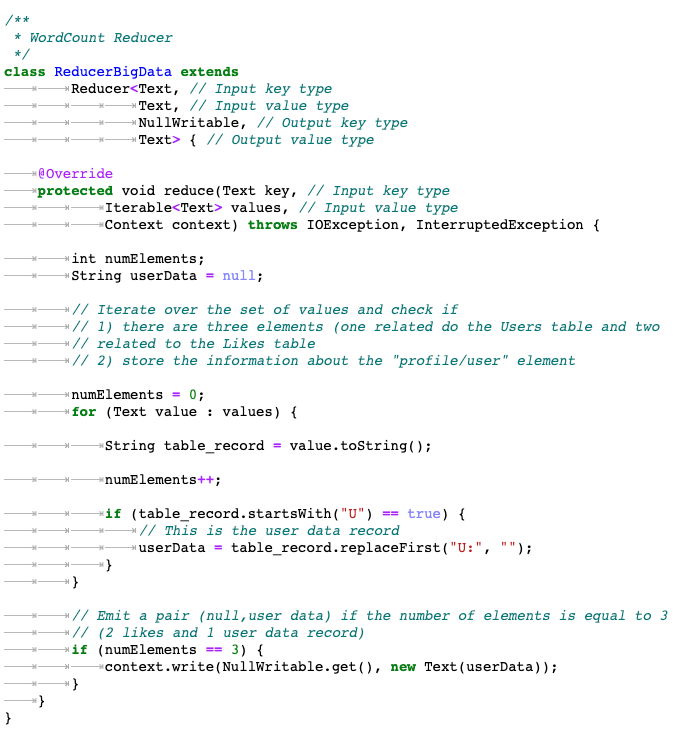 /**
 * WordCount Reducer
 */
class ReducerBigData extends
Reducer<Text, // Input key type
Text, // Input value type
NullWritable, // Output key type
Text> { // Output value type
@Override
protected void reduce(Text key, // Input key type
Iterable<Text> values, // Input value type
Context context) throws IOException, InterruptedException {
int numElements;
String userData = null;
// Iterate over the set of values and check if
// 1) there are three elements (one related do the Users table and two
// related to the Likes table
// 2) store the information about the "profile/user" element
numElements = 0;
for (Text value : values) {
String table_record = value.toString();
numElements++;
if (table_record.startsWith("U") == true) {
// This is the user data record
userData = table_record.replaceFirst("U:", "");
}
}
// Emit a pair (null,user data) if the number of elements is equal to 3
// (2 likes and 1 user data record)
if (numElements == 3) {
context.write(NullWritable.get(), new Text(userData));
}
}
}